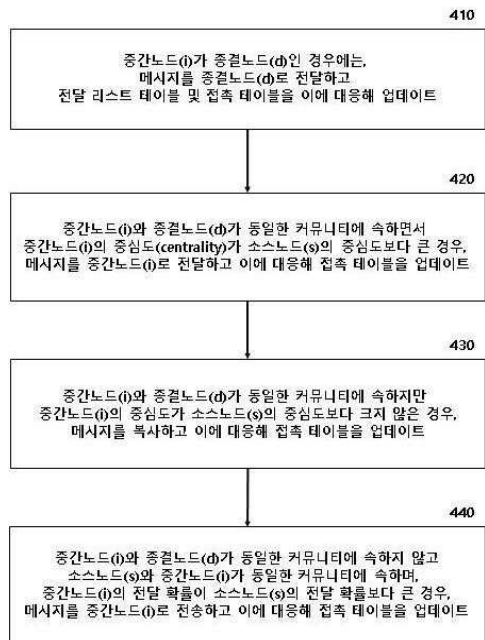 410
중간노드(i)가 종결노드(d)인 경우에는,
메시지를 종결노드(d)로 전달하고
전달 리스트 테이블 및 접촉 테이블을 이에 대응해 업데이트
420
중간노드(i)와 종결노드(d)가 동일한 커뮤니티에 속하면서
중간노드(i)의 중심도(centrality)가 소스노드(s)의 중심도보다 큰 경우,
메시지를 중간노드(i)로 전달하고 이에 대응해 접촉 테이블을 업데이트
430
중간노드(i)와 종결노드(d)가 동일한 커뮤니티에 속하지만
중간노드(i)의 중심도가 소스노드(s)의 중심도보다 크지 않은 경우,
메시지를 복사하고 이에 대응해 접촉 테이블을 업데이트
440
중간노드(i)와 종결노드(d)가 동일한 커뮤니티에 속하지 않고
소스노드(s)와 중간노드(i)가 동일한 커뮤니티에 속하며,
중간노드(i)의 전달 확률이 소스노드(s)의 전달 확률보다 큰 경우,
메시지를 중간노드(i)로 전송하고 이에 대응해 접촉 테이블을 업데이트